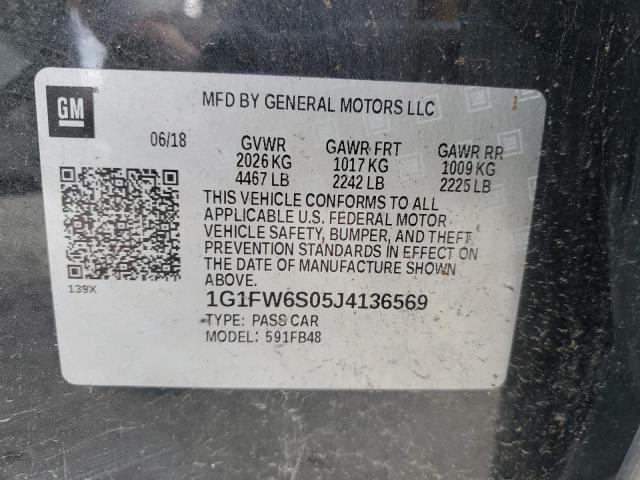 GM
MFD BY GENERAL MOTORS LLC
06/18 GVWR GAWR FRT GAWR RR
2026 KG 1017 KG 1009 KG
4467 LB 2242 LB 2225 LB
THIS VEHICLE CONFORMS TO ALL
APPLICABLE U.S. FEDERAL MOTOR
VEHICLE SAFETY, BUMPER, AND THEFT
PREVENTION STANDARDS IN EFFECT ON
THE DATE OF MANUFACTURE SHOWN
ABOVE.
139X
1G1FW6S05J4136569
TYPE: PASS CAR
MODEL: 591FB48